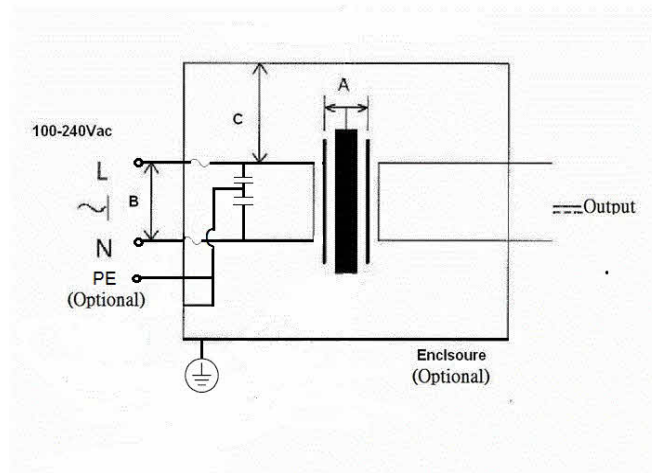 A
C
100-240Vac
L
B
Output
N
PE
(Optional)
Enclsoure
(Optional)